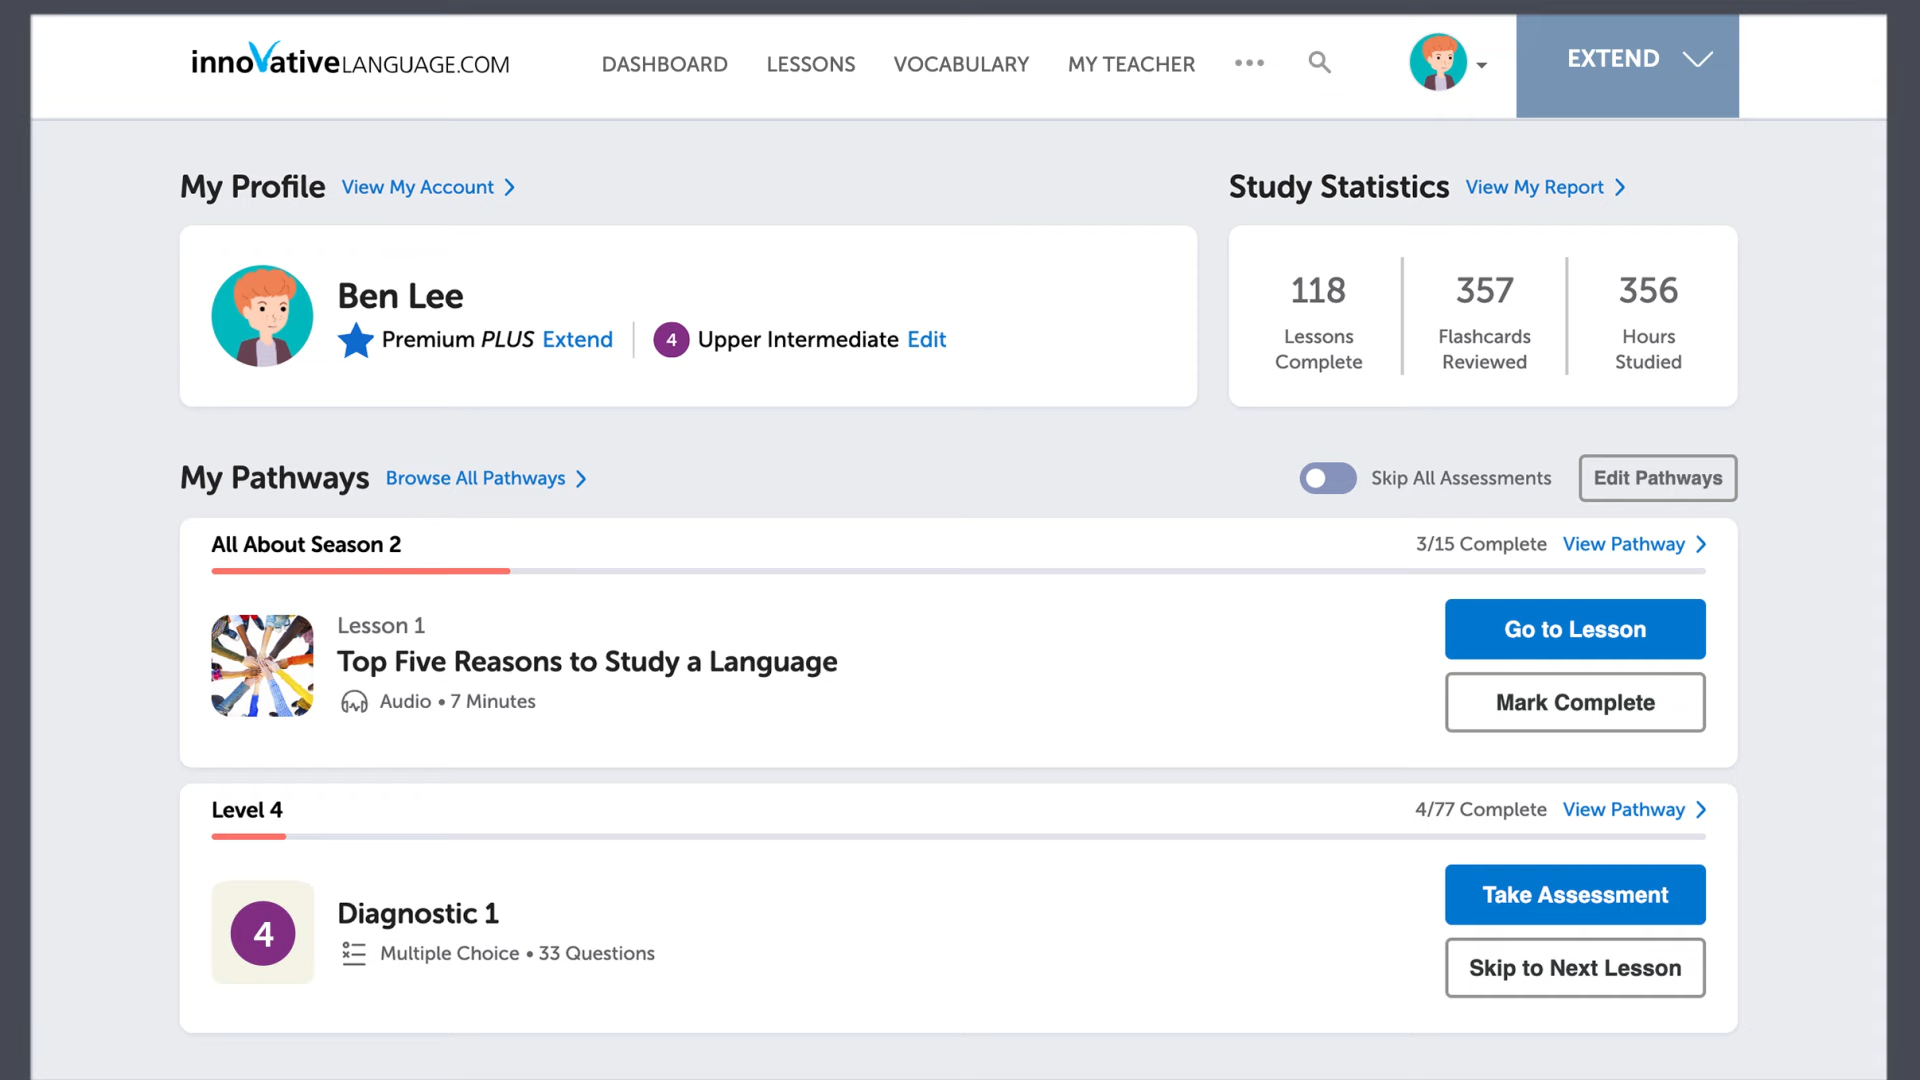 innoVativeLANGUAGE.COM
DASHBOARD LESSONS VOCABULARY MY TEACHER ••• EXTEND
My Profile View My Account
Study Statistics View My Report
Ben Lee
Premium PLUS Extend 4 Upper Intermediate Edit
118 357 356
Lessons Flashcards Hours
Complete Reviewed Studied
My Pathways Browse All Pathways
Skip All Assessments Edit Pathways
All About Season 2 3/15 Complete View Pathway
Lesson 1
Top Five Reasons to Study a Language
Audio • 7 Minutes
Go to Lesson
Mark Complete
Level 4 4/77 Complete View Pathway
4
Diagnostic 1
Multiple Choice • 33 Questions
Take Assessment
Skip to Next Lesson